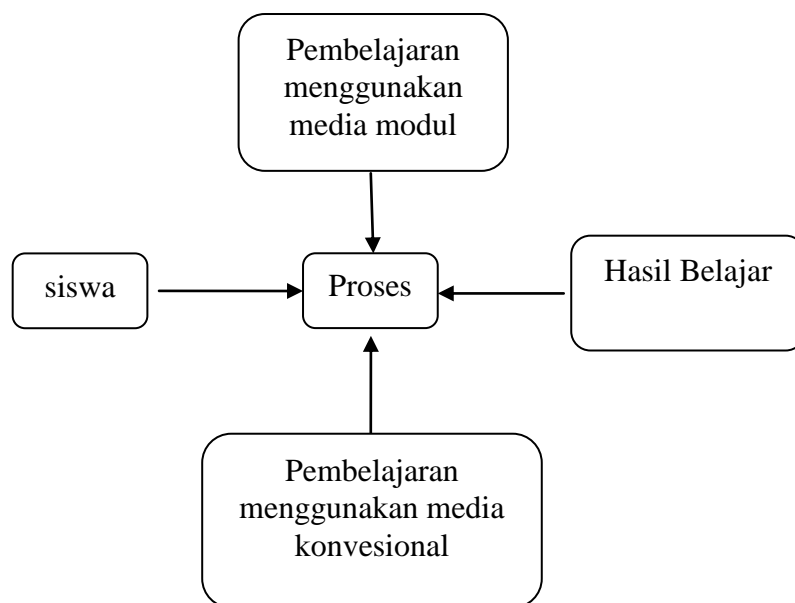 Pembelajaran
menggunakan
media modul
siswa
Proses
Hasil Belajar
Pembelajaran
menggunakan media
konvesional